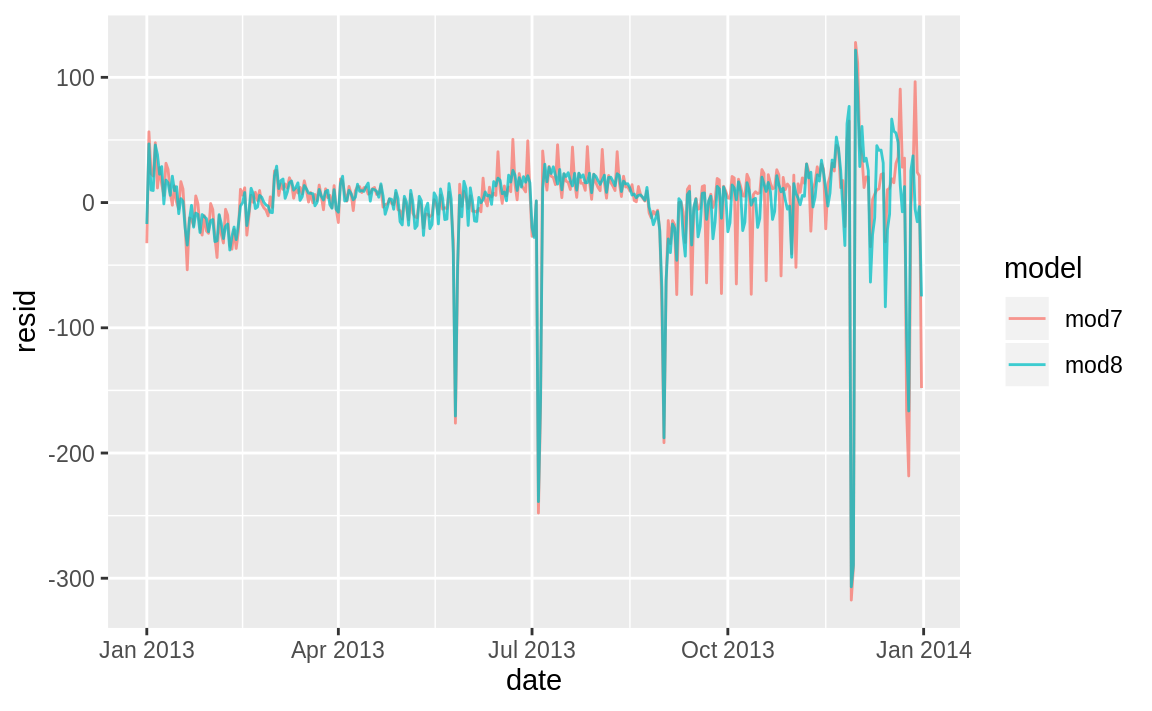 100
0
-100
-200
-300
resid
Jan 2013
Apr 2013
Jul 2013
Oct 2013
Jan 2014
date
model
mod7
mod8